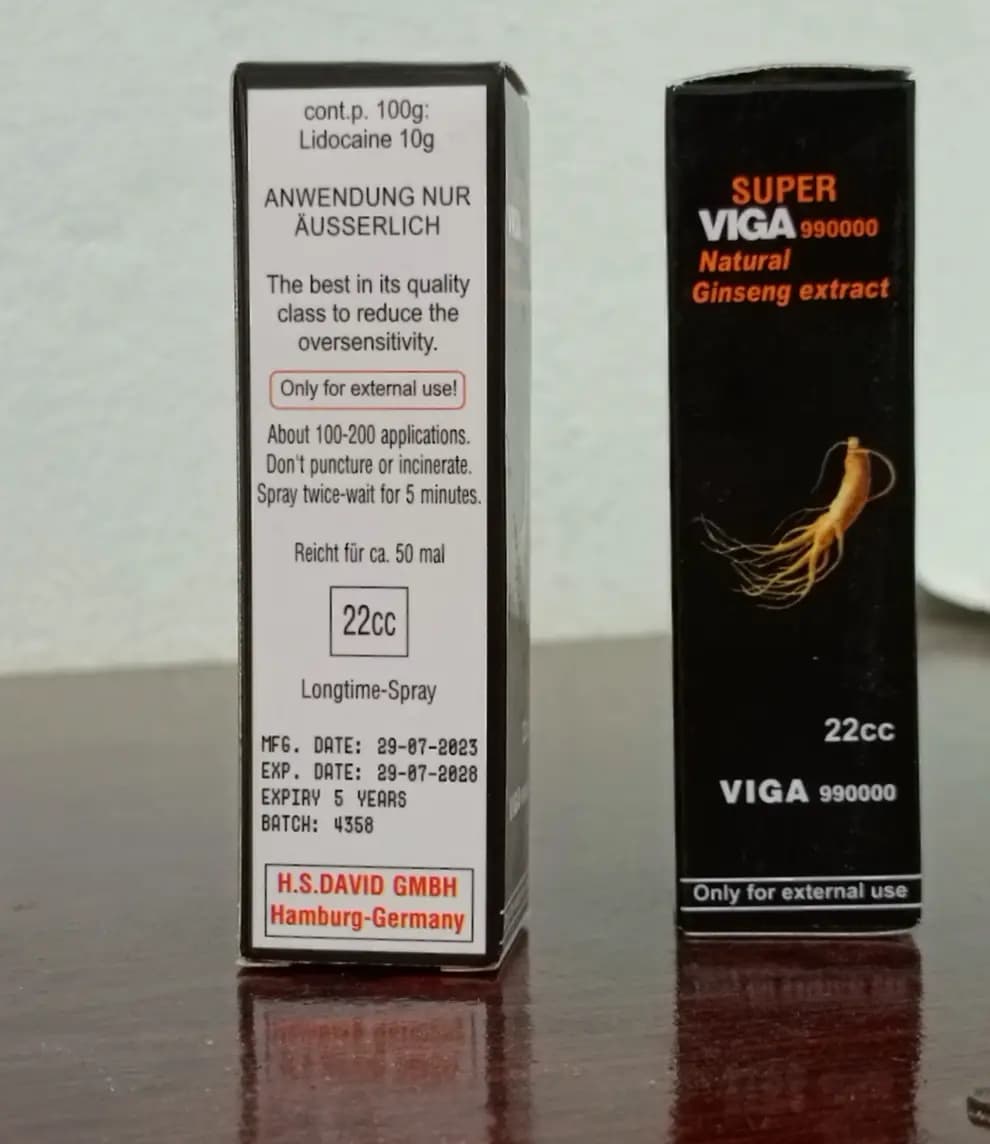 cont.p. 100g:
Lidocaine 10g
ANWENDUNG NUR
ÄUSSERLICH
The best in its quality
class to reduce the
oversensitivity.
Only for external use!
About 100-200 applications.
Don't puncture or incinerate.
Spray twice-wait for 5 minutes.
Reicht für ca. 50 mal
22cc
Longtime-Spray
MFG. DATE: 29-07-2023
EXP. DATE: 29-07-2028
EXPIRY 5 YEARS
BATCH: 4358
H.S.DAVID GMBH
Hamburg-Germany
SUPER
VIGA 990000
Natural
Ginseng extract
22cc
VIGA 990000
Only for external use